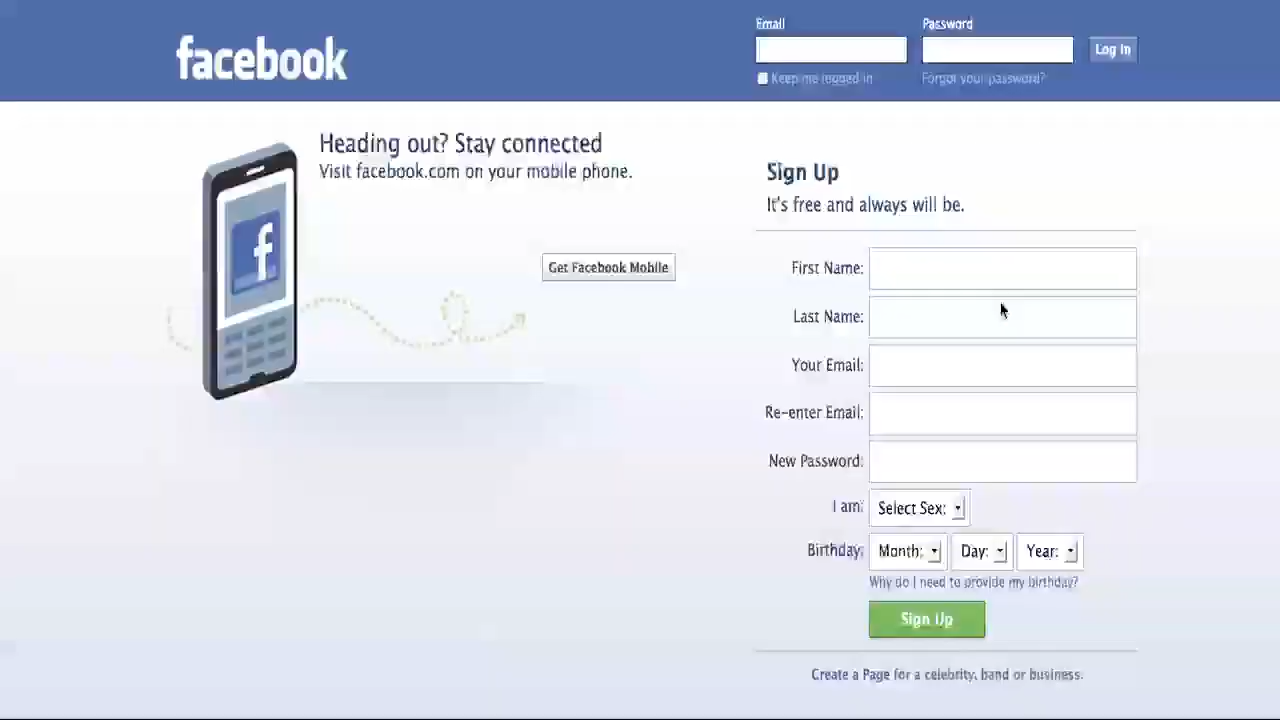 facebook
Email
Password
Log In
Keep me logged in
Forgot your password?
Heading out? Stay connected
Visit facebook.com on your mobile phone.
f
Get Facebook Mobile
Sign Up
It's free and always will be.
First Name:
Last Name:
Your Email:
Re-enter Email:
New Password:
I am: Select Sex:
Birthday: Month: Day: Year:
Why do I need to provide my birthday?
Sign Up
Create a Page for a celebrity, band or business.